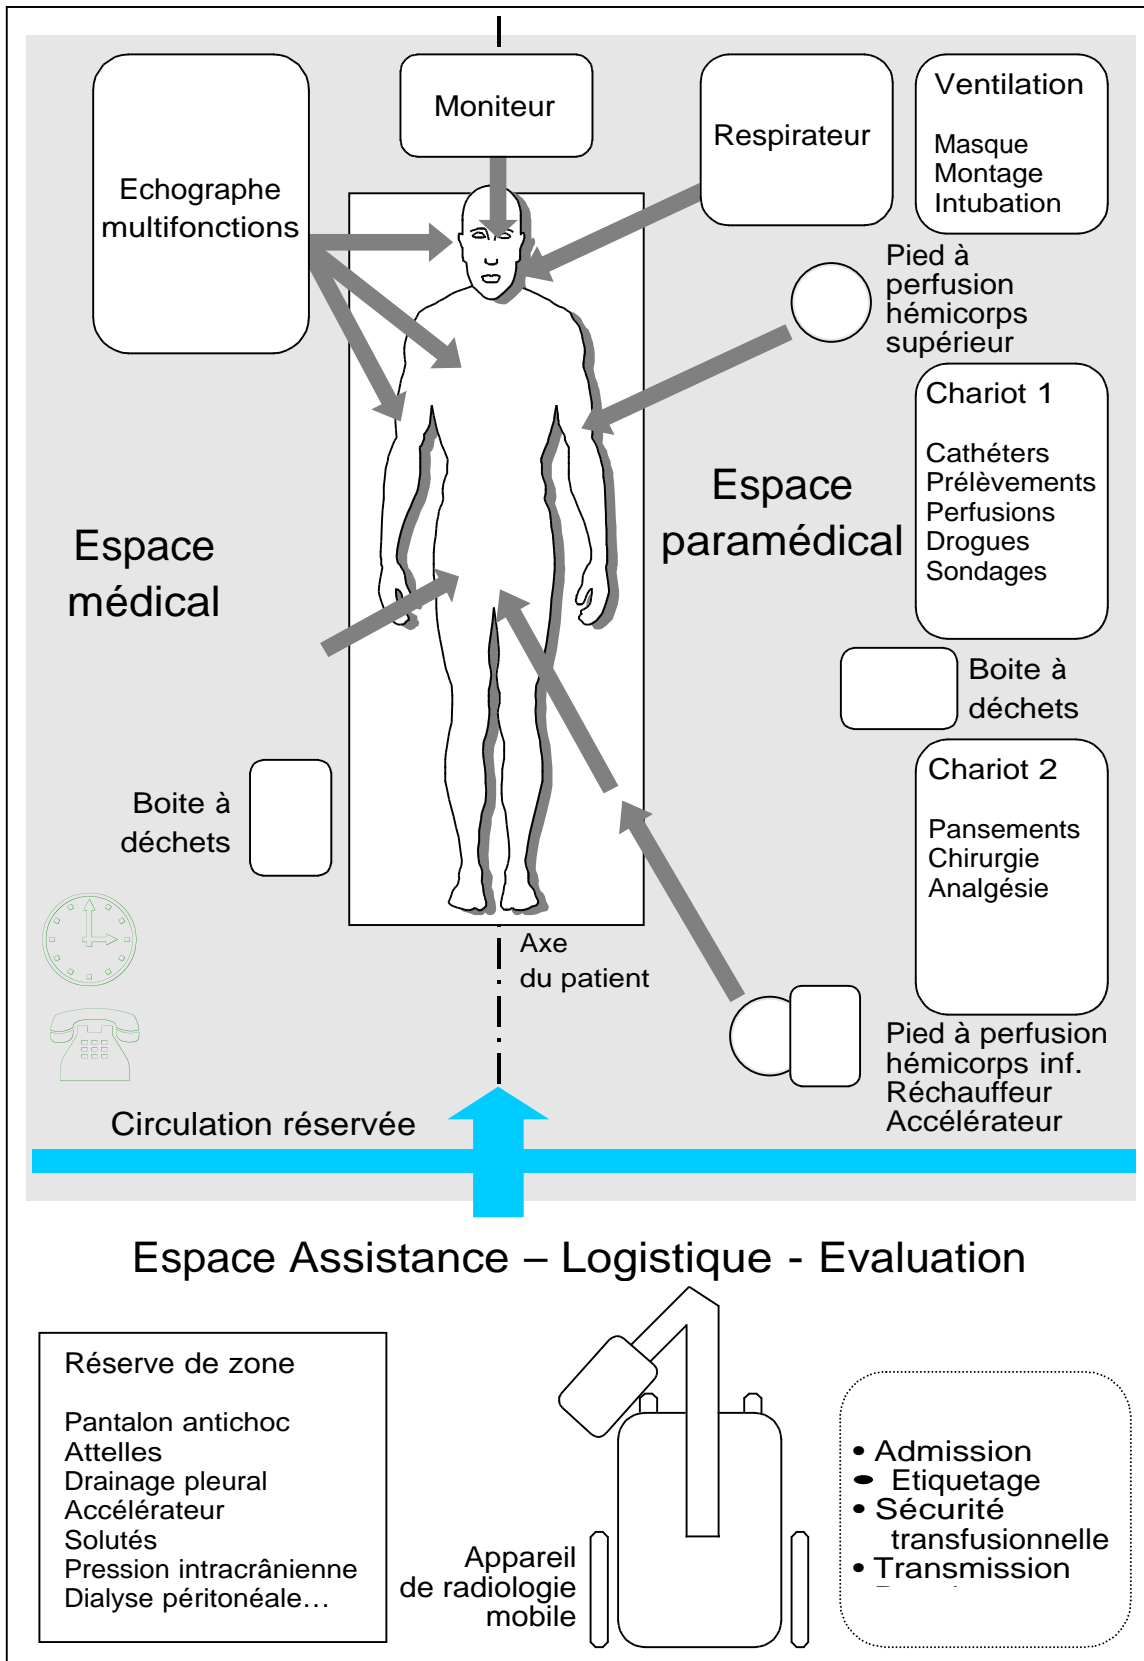 Moniteur
Echographe
multifonctions
Respirateur
Ventilation
Masque
Montage
Intubation
Pied à
perfusion
hémicorps
supérieur
Chariot 1
Cathéters
Prélèvements
Perfusions
Drogues
Sondages
Espace
médical
Espace
paramédical
Boite à
déchets
Boite à
déchets
Chariot 2
Pansements
Chirurgie
Analgésie
Axe
du patient
Pied à perfusion
hémicorps inf.
Réchauffeur
Accélérateur
Circulation réservée
Espace Assistance – Logistique - Evaluation
Réserve de zone
Pantalon antichoc
Attelles
Drainage pleural
Accélérateur
Solutés
Pression intracrânienne
Dialyse péritonéale…
Appareil
de radiologie
mobile
• Admission
• Etiquetage
• Sécurité
transfusionnelle
• Transmission